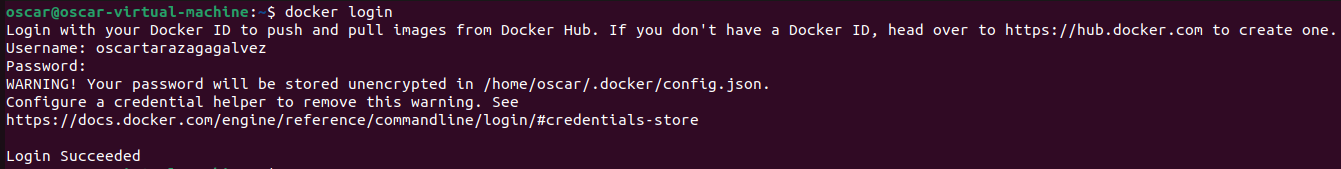 oscar@oscar-virtual-machine:~$ docker login
Login with your Docker ID to push and pull images from Docker Hub. If you don't have a Docker ID, head over to https://hub.docker.com to create one.
Username: oscartarazagagalvez
Password:
WARNING! Your password will be stored unencrypted in /home/oscar/.docker/config.json.
Configure a credential helper to remove this warning. See
https://docs.docker.com/engine/reference/commandline/login/#credentials-store
Login Succeeded